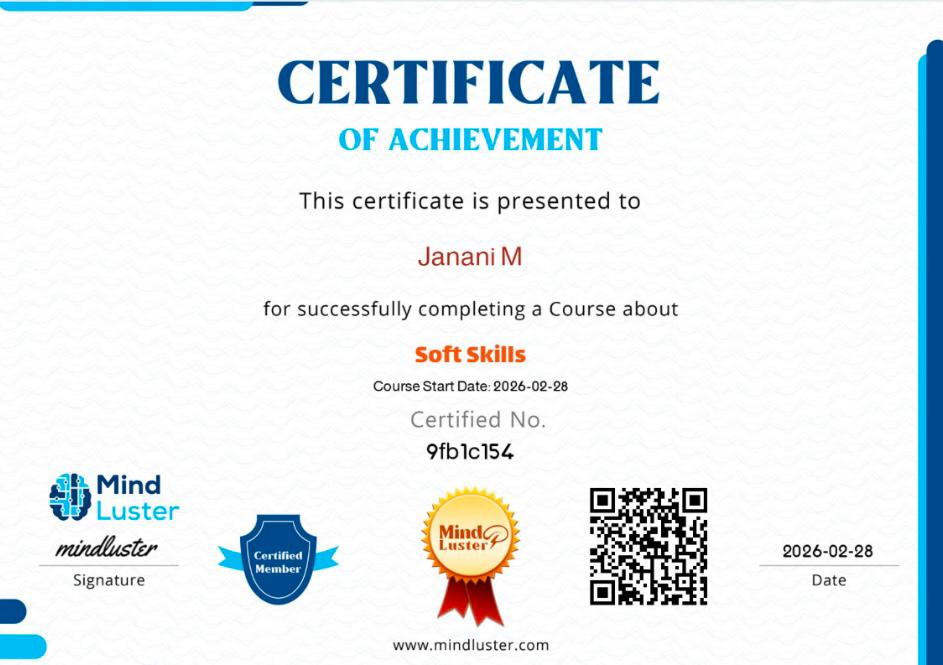 CERTIFICATE
OF ACHIEVEMENT
This certificate is presented to
Janani M
for successfully completing a Course about
Soft Skills
Course Start Date: 2026-02-28
Certified No.
9fb1c154
Mind
Luster
mindluster
Signature
Certified
Member
Mind
Luster
2026-02-28
Date
www.mindluster.com